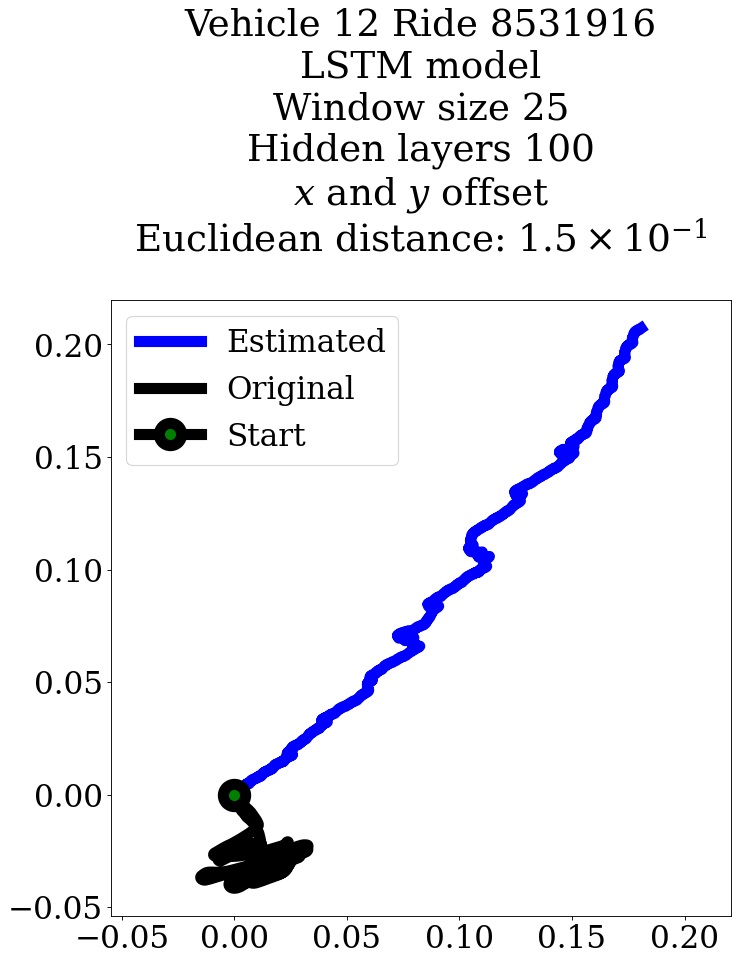 Vehicle 12 Ride 8531916
LSTM model
Window size 25
Hidden layers 100
x and y offset
Euclidean distance: 1.5 × 10⁻¹
Estimated
Original
Start
0.20
0.15
0.10
0.05
0.00
−0.05
−0.05 0.00 0.05 0.10 0.15 0.20